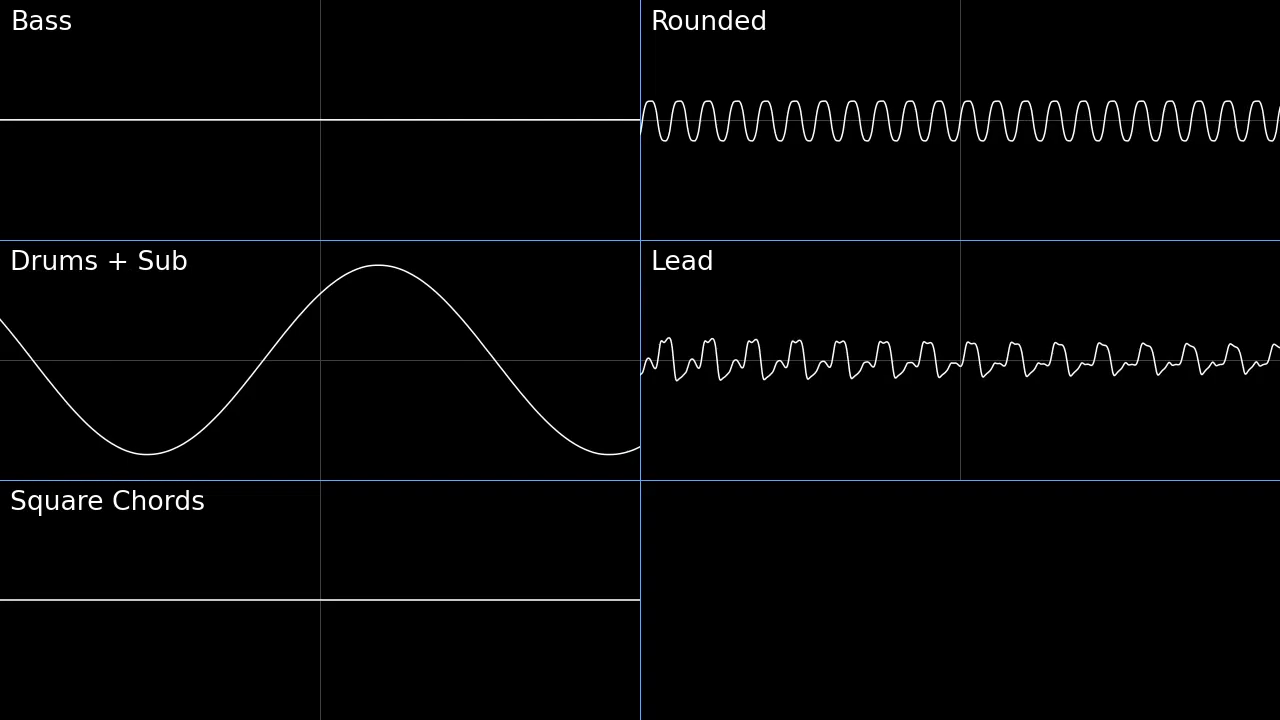 Bass
Rounded
Drums + Sub
Lead
Square Chords